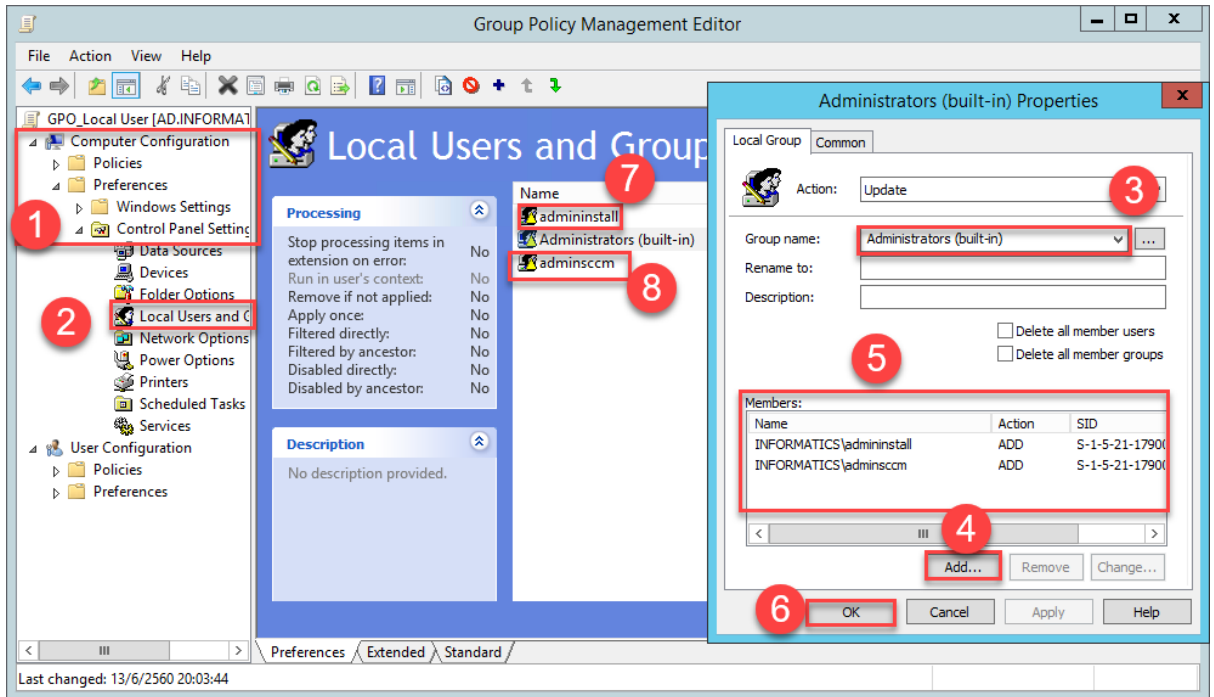 Group Policy Management Editor
File Action View Help
GPO_Local User [AD.INFORMAT
Computer Configuration
Policies
Preferences
Windows Settings
Control Panel Setting
Data Sources
Devices
Folder Options
Local Users and G
Network Options
Power Options
Printers
Scheduled Tasks
Services
User Configuration
Policies
Preferences
1
2
Local Users and Group
Processing
Stop processing items in extension on error: No
Run in user's context: No
Remove if not applied: No
Apply once: No
Filtered directly: No
Filtered by ancestor: No
Disabled directly: No
Disabled by ancestor: No
Description
No description provided.
Name
7
admininstall
Administrators (built-in)
adminsccm
8
Preferences Extended Standard
Last changed: 13/6/2560 20:03:44
Administrators (built-in) Properties
x
Local Group Common
Action: Update
3
Group name: Administrators (built-in) ...
Rename to:
Description:
Delete all member users
Delete all member groups
5
Members:
Name Action SID
INFORMATICS\admininstall ADD S-1-5-21-1790
INFORMATICS\adminsccm ADD S-1-5-21-1790
4
Add... Remove Change...
6
OK Cancel Apply Help